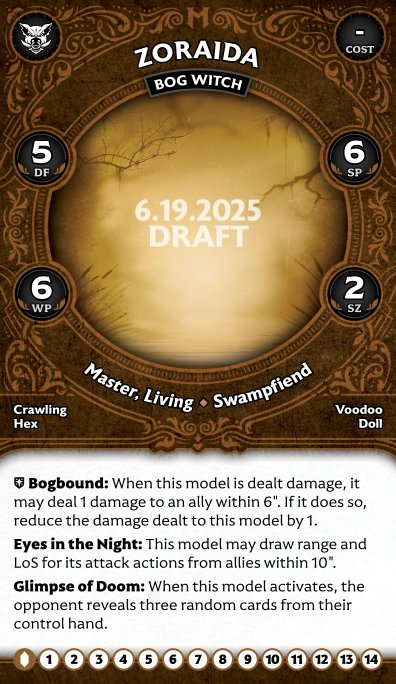 -
COST
ZORAIDA
BOG WITCH
5
DF
6
SP
6.19.2025
DRAFT
6
WP
2
SZ
Master, Living ◆ Swampfiend
Crawling
Hex
Voodoo
Doll
Bogbound: When this model is dealt damage, it
may deal 1 damage to an ally within 6". If it does so,
reduce the damage dealt to this model by 1.
Eyes in the Night: This model may draw range and
LoS for its attack actions from allies within 10".
Glimpse of Doom: When this model activates, the
opponent reveals three random cards from their
control hand.
1 2 3 4 5 6 7 8 9 10 11 12 13 14